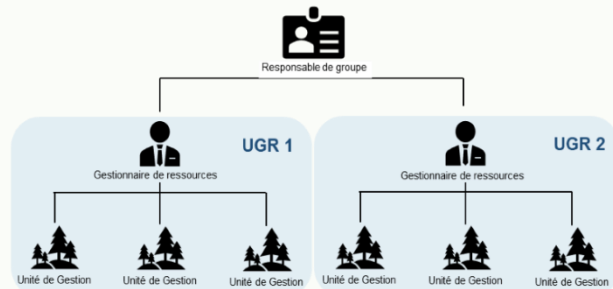 Responsable de groupe
UGR 1
UGR 2
Gestionnaire de ressources
Gestionnaire de ressources
Unité de Gestion
Unité de Gestion
Unité de Gestion
Unité de Gestion
Unité de Gestion
Unité de Gestion